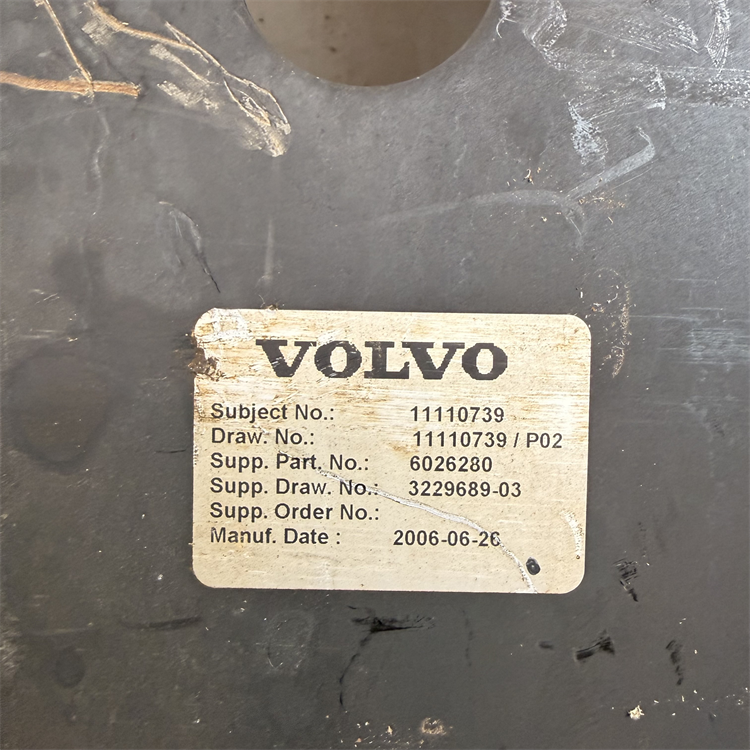 VOLVO
Subject No.: 11110739
Draw. No.: 11110739 / P02
Supp. Part. No.: 6026280
Supp. Draw. No.: 3229689-03
Supp. Order No.:
Manuf. Date : 2006-06-26